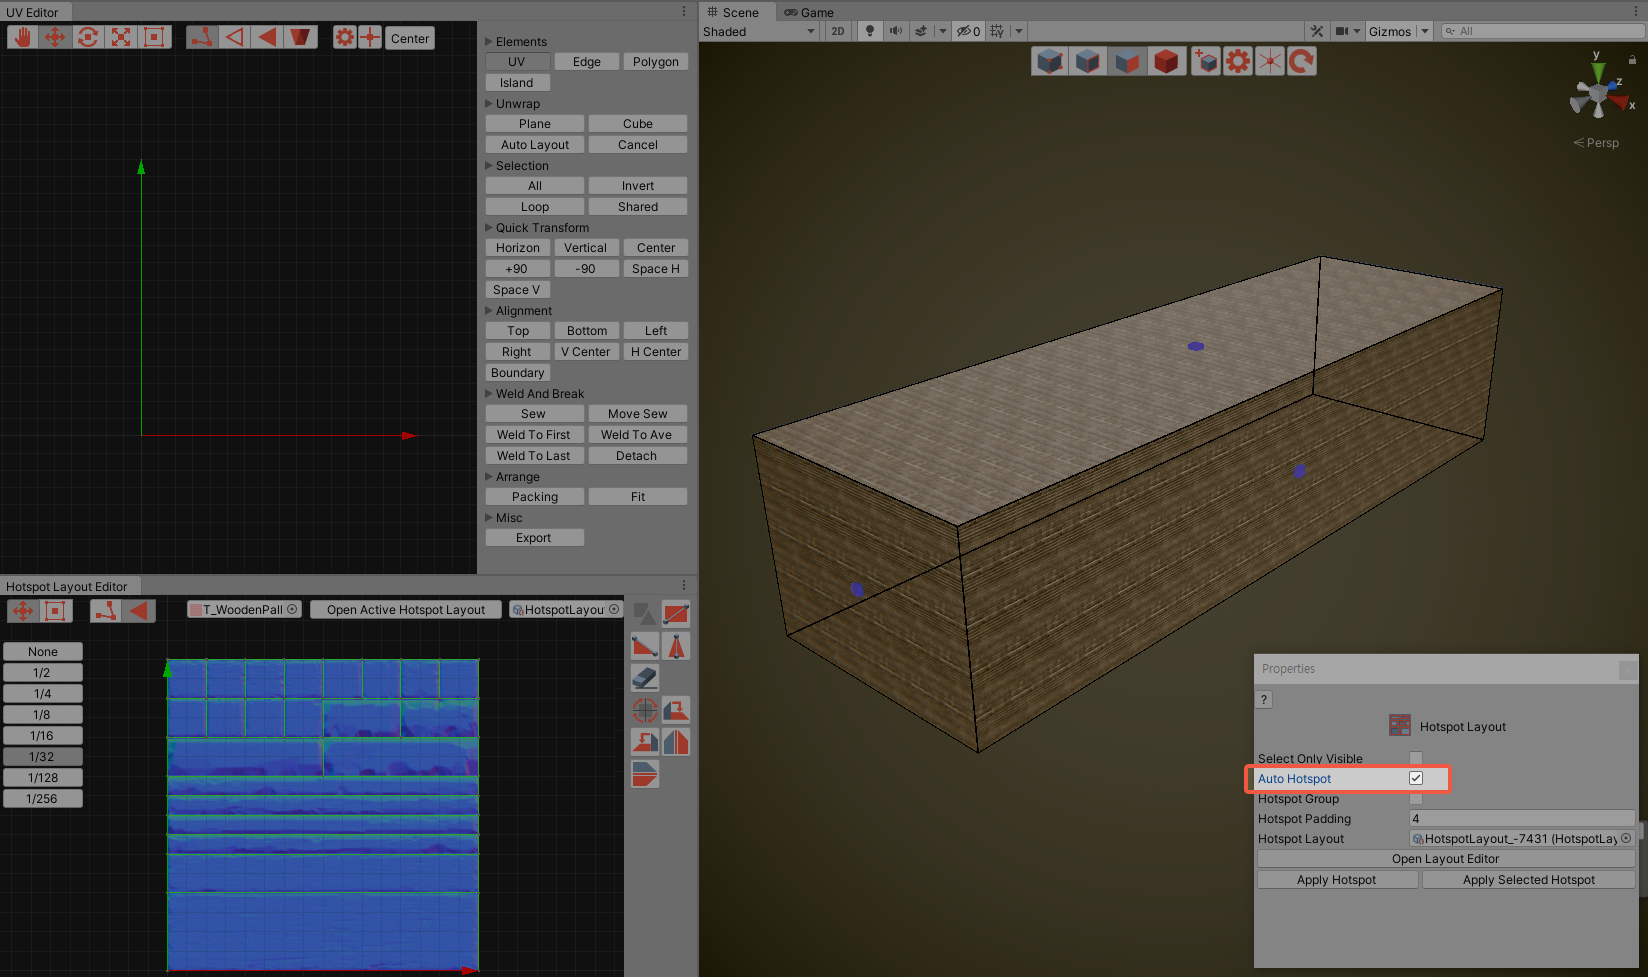 UV Editor
Center
Elements
UV Edge Polygon
Island
Unwrap
Plane Cube
Auto Layout Cancel
Selection
All Invert
Loop Shared
Quick Transform
Horizon Vertical Center
+90 -90 Space H
Space V
Alignment
Top Bottom Left
Right V Center H Center
Boundary
Weld And Break
Sew Move Sew
Weld To First Weld To Ave
Weld To Last Detach
Arrange
Packing Fit
Misc
Export
Hotspot Layout Editor
T_WoodenPall Open Active Hotspot Layout HotspotLayou
None
1/2
1/4
1/8
1/16
1/32
1/128
1/256
Scene Game
Shaded 2D 0 Gizmos All
y
z
x
Persp
Properties
?
Hotspot Layout
Select Only Visible
Auto Hotspot
Hotspot Group
Hotspot Padding 4
Hotspot Layout HotspotLayout_-7431 (HotspotLay
Open Layout Editor
Apply Hotspot Apply Selected Hotspot